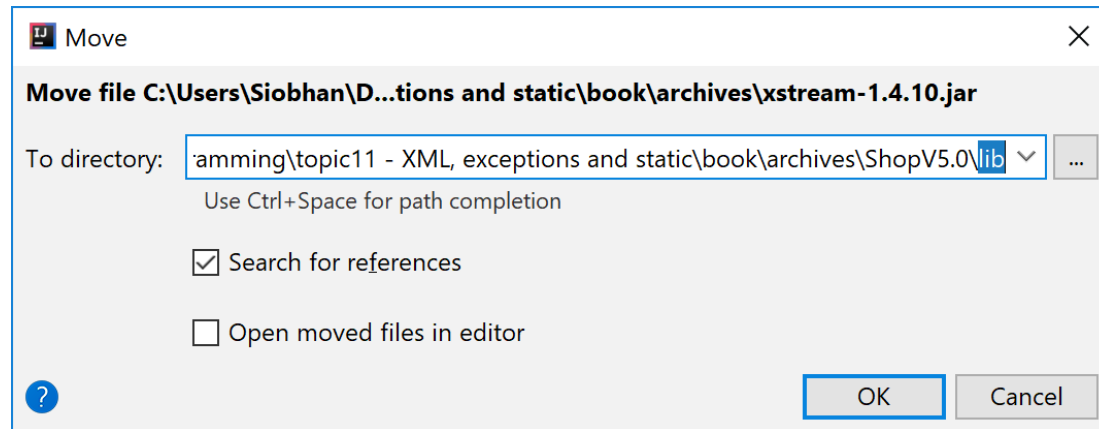 IJ Move
Move file C:\Users\Siobhan\D...tions and static\book\archives\xstream-1.4.10.jar
To directory: ramming\topic11 - XML, exceptions and static\book\archives\ShopV5.0\lib ...
Use Ctrl+Space for path completion
Search for references
Open moved files in editor
? OK Cancel